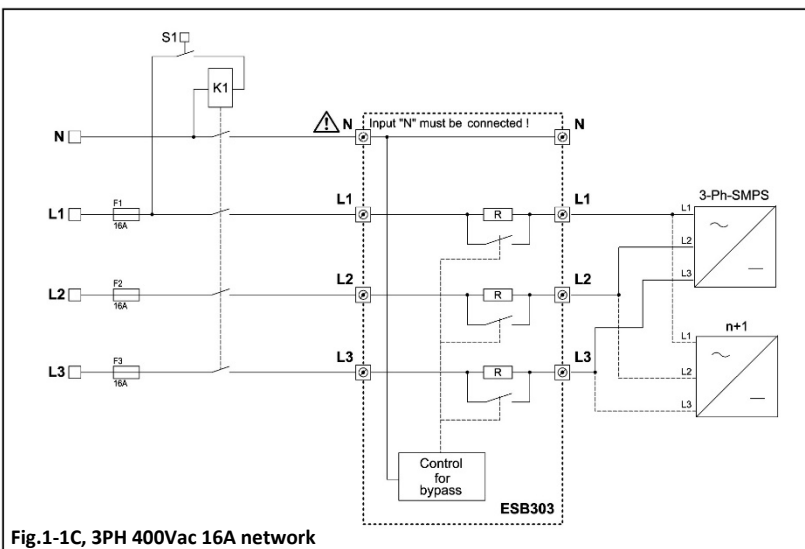 S1
K1
N
N
Input "N" must be connected !
N
L1
F1
16A
L1
R
L1
3-Ph-SMPS
L1
L2
L3
L2
F2
16A
L2
R
L2
n+1
L1
L2
L3
L3
F3
16A
L3
R
L3
Control
for
bypass
ESB303
Fig.1-1C, 3PH 400Vac 16A network